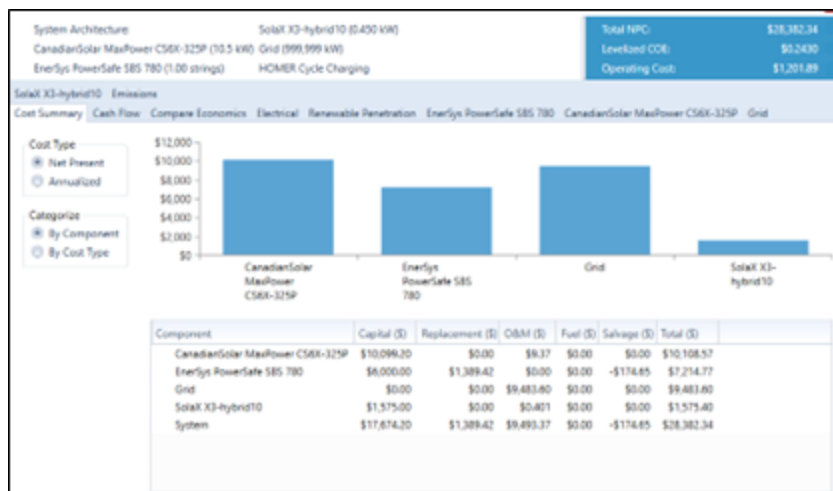 System Architecture: SolaX X3-hybrid10 (0.450 kW) Total NPC: $28,382.34
CanadianSolar MaxPower CS6X-325P (10.5 kW) Grid (999,999 kW) Levelized COE: $0.2430
EnerSys PowerSafe SBS 780 (1.00 strings) HOMER Cycle Charging Operating Cost: $1,201.89
SolaX X3-hybrid10 Emissions
Cost Summary Cash Flow Compare Economics Electrical Renewable Penetration EnerSys PowerSafe SBS 780 CanadianSolar MaxPower CS6X-325P Grid
Cost Type
Net Present
Annualized
Categorize
By Component
By Cost Type
$12,000
$10,000
$8,000
$6,000
$4,000
$2,000
$0
CanadianSolar
MaxPower
CS6X-325P
EnerSys
PowerSafe SBS
780
Grid
SolaX X3-
hybrid10
Component Capital ($) Replacement ($) O&M ($) Fuel ($) Salvage ($) Total ($)
CanadianSolar MaxPower CS6X-325P $10,099.20 $0.00 $9.37 $0.00 $0.00 $10,108.57
EnerSys PowerSafe SBS 780 $6,000.00 $1,389.42 $0.00 $0.00 -$174.65 $7,214.77
Grid $0.00 $0.00 $9,483.60 $0.00 $0.00 $9,483.60
SolaX X3-hybrid10 $1,575.00 $0.00 $0.401 $0.00 $0.00 $1,575.40
System $17,674.20 $1,389.42 $9,493.37 $0.00 -$174.65 $28,382.34